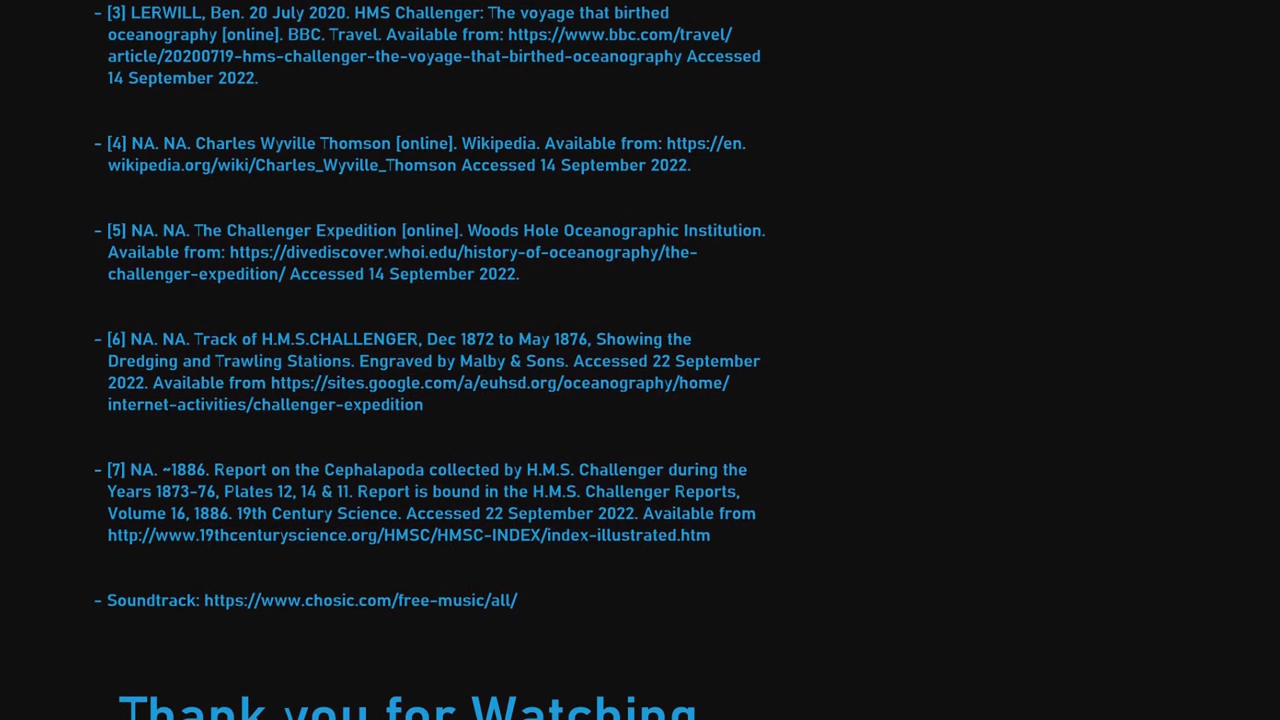 - [3] LERWILL, Ben. 20 July 2020. HMS Challenger: The voyage that birthed
oceanography [online]. BBC. Travel. Available from: https://www.bbc.com/travel/
article/20200719-hms-challenger-the-voyage-that-birthed-oceanography Accessed
14 September 2022.
- [4] NA. NA. Charles Wyville Thomson [online]. Wikipedia. Available from: https://en.
wikipedia.org/wiki/Charles_Wyville_Thomson Accessed 14 September 2022.
- [5] NA. NA. The Challenger Expedition [online]. Woods Hole Oceanographic Institution.
Available from: https://divediscover.whoi.edu/history-of-oceanography/the-
challenger-expedition/ Accessed 14 September 2022.
- [6] NA. NA. Track of H.M.S.CHALLENGER, Dec 1872 to May 1876, Showing the
Dredging and Trawling Stations. Engraved by Malby & Sons. Accessed 22 September
2022. Available from https://sites.google.com/a/euhsd.org/oceanography/home/
internet-activities/challenger-expedition
- [7] NA. ~1886. Report on the Cephalapoda collected by H.M.S. Challenger during the
Years 1873-76, Plates 12, 14 & 11. Report is bound in the H.M.S. Challenger Reports,
Volume 16, 1886. 19th Century Science. Accessed 22 September 2022. Available from
http://www.19thcenturyscience.org/HMSC/HMSC-INDEX/index-illustrated.htm
- Soundtrack: https://www.chosic.com/free-music/all/
Thank you for Watching